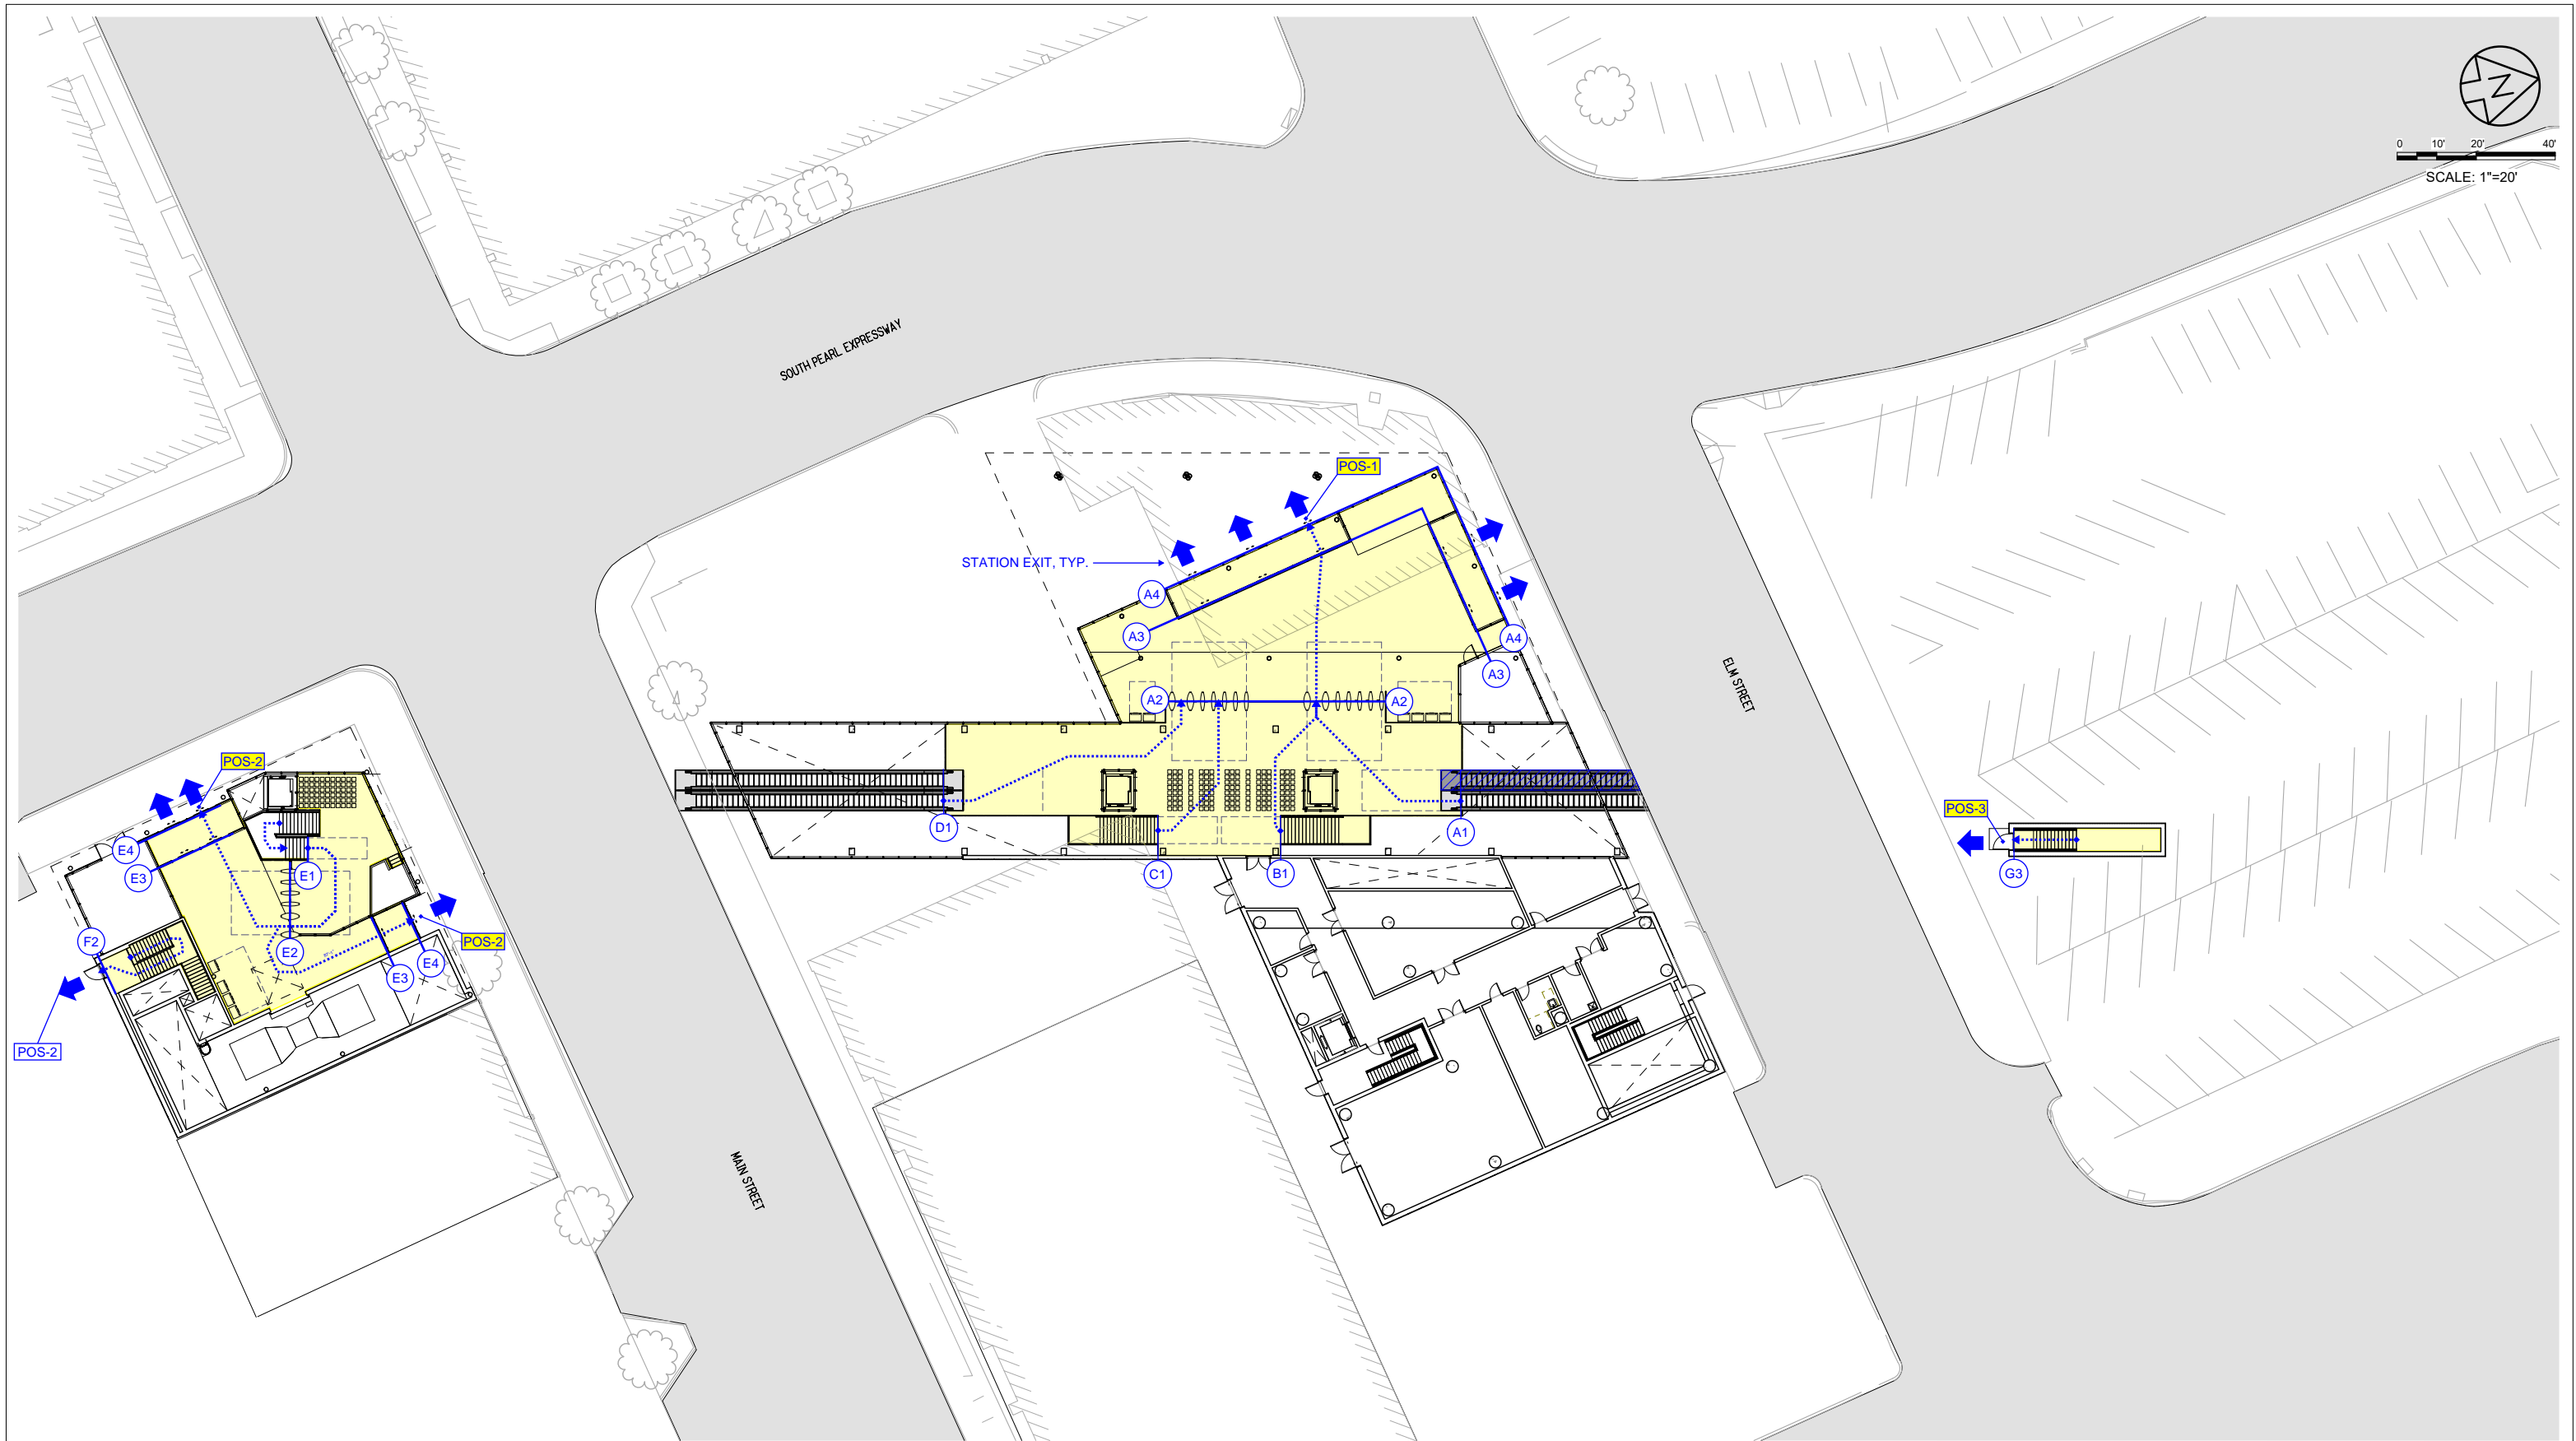 N
0 10' 20' 40'
SCALE: 1"=20'
SOUTH PEARL EXPRESSWAY
POS-1
STATION EXIT, TYP.
A4
A3
A4
A3
A2
A2
ELM STREET
POS-2
POS-3
D1
A1
E4
E3
E1
C1
B1
G3
F2
E2
POS-2
E4
E3
POS-2
MAIN STREET